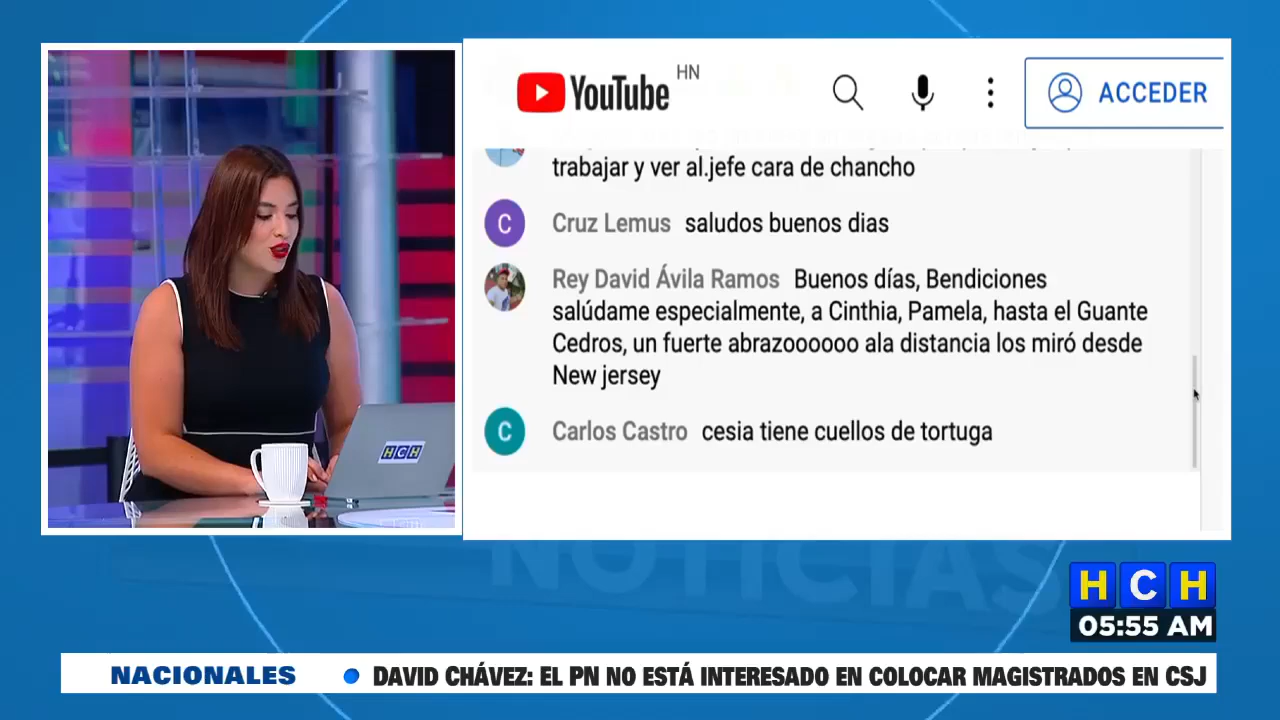 YouTube HN
ACCEDER
trabajar y ver al.jefe cara de chancho
C Cruz Lemus saludos buenos dias
Rey David Ávila Ramos Buenos días, Bendiciones
salúdame especialmente, a Cinthia, Pamela, hasta el Guante
Cedros, un fuerte abrazoooooo ala distancia los miró desde
New jersey
C Carlos Castro cesia tiene cuellos de tortuga
HCH
NOTICIAS
HCH
05:55 AM
NACIONALES DAVID CHÁVEZ: EL PN NO ESTÁ INTERESADO EN COLOCAR MAGISTRADOS EN CSJ